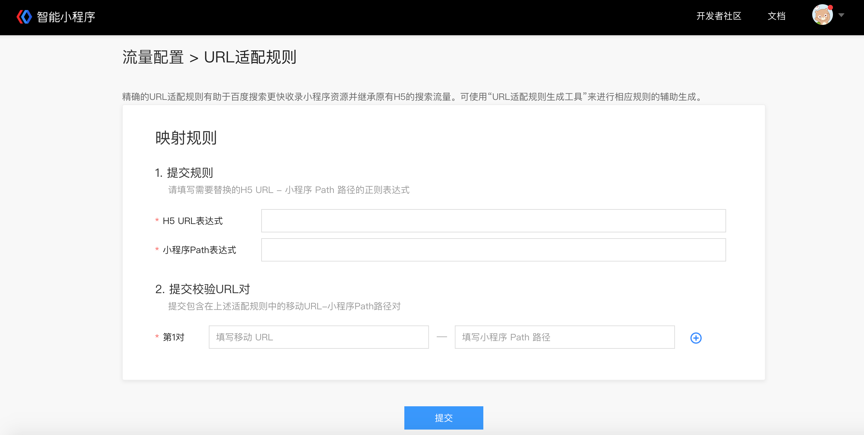 智能小程序
开发者社区
文档
流量配置 > URL适配规则
精确的URL适配规则有助于百度搜索更快收录小程序资源并继承原有H5的搜索流量。可使用“URL适配规则生成工具”来进行相应规则的辅助生成。
映射规则
1. 提交规则
请填写需要替换的H5 URL - 小程序 Path 路径的正则表达式
* H5 URL表达式
* 小程序Path表达式
2. 提交校验URL对
提交包含在上述适配规则中的移动URL-小程序Path路径对
* 第1对 填写移动 URL — 填写小程序 Path 路径
提交